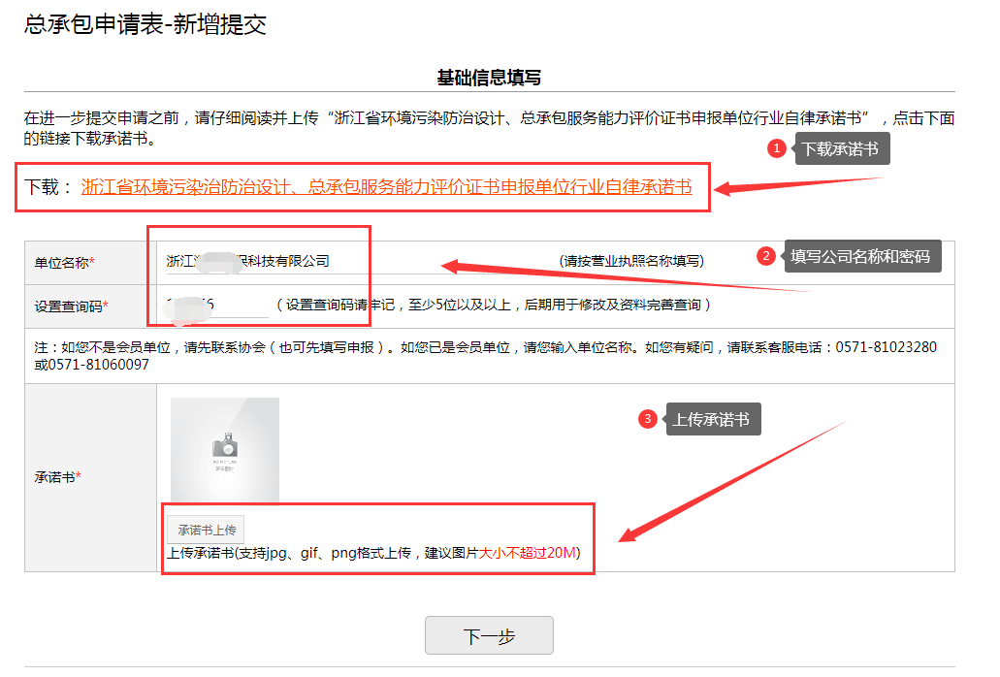 总承包申请表-新增提交
基础信息填写
在进一步提交申请之前，请仔细阅读并上传“浙江省环境污染防治设计、总承包服务能力评价证书申报单位行业自律承诺书”，点击下面
的链接下载承诺书。
1 下载承诺书
下载： 浙江省环境污染治防治设计、总承包服务能力评价证书申报单位行业自律承诺书
单位名称* 浙江 科技有限公司 (请按营业执照名称填写)
2 填写公司名称和密码
设置查询码* 6 （设置查询码请牢记，至少5位以及以上，后期用于修改及资料完善查询）
注：如您不是会员单位，请先联系协会（也可先填写申报）。如您已是会员单位，请您输入单位名称。如您有疑问，请联系客服电话：0571-81023280
或0571-81060097
3 上传承诺书
承诺书*
承诺书上传
上传承诺书(支持jpg、gif、png格式上传，建议图片大小不超过20M)
下一步